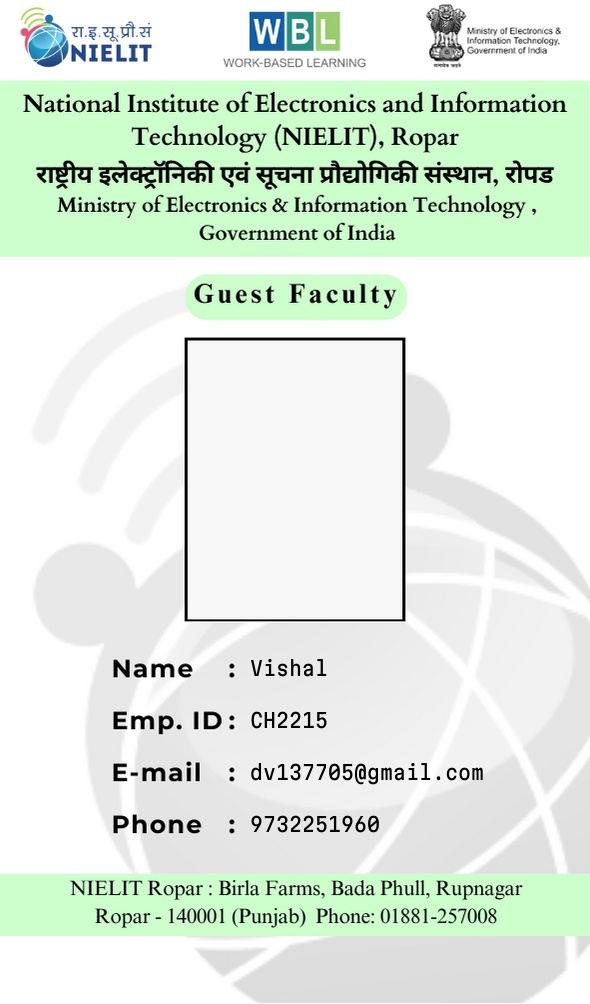 रा.इ.सू.प्रौ.सं
NIELIT
WBL
WORK-BASED LEARNING
सत्यमेव जयते
Ministry of Electronics &
Information Technology,
Government of India
National Institute of Electronics and Information
Technology (NIELIT), Ropar
राष्ट्रीय इलेक्ट्रॉनिकी एवं सूचना प्रौद्योगिकी संस्थान, रोपड
Ministry of Electronics & Information Technology ,
Government of India
Guest Faculty
Name : Vishal
Emp. ID : CH2215
E-mail : dv137705@gmail.com
Phone : 9732251960
NIELIT Ropar : Birla Farms, Bada Phull, Rupnagar
Ropar - 140001 (Punjab) Phone: 01881-257008